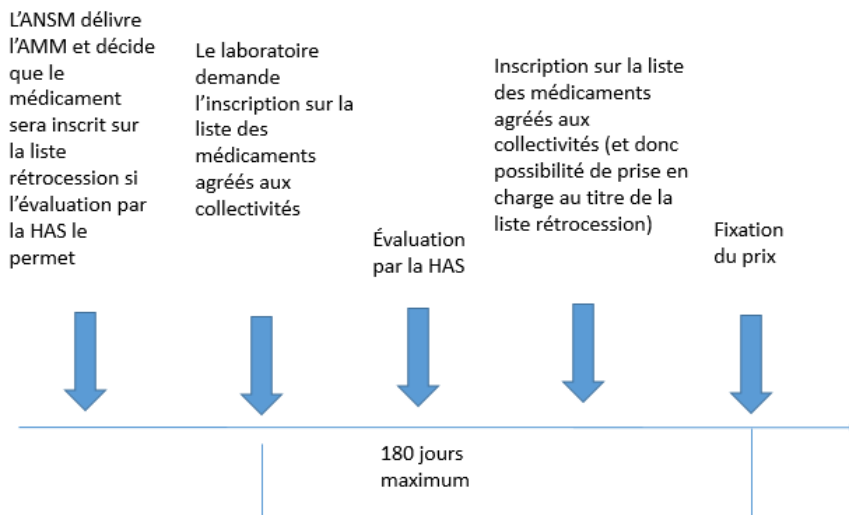 L'ANSM délivre
l'AMM et décide
que le
médicament
sera inscrit sur
la liste
rétrocession si
l'évaluation par
la HAS le
permet
Le laboratoire
demande
l'inscription sur la
liste des
médicaments
agréés aux
collectivités
Évaluation
par la HAS
Inscription sur la liste
des médicaments
agréés aux
collectivités (et donc
possibilité de prise en
charge au titre de la
liste rétrocession)
Fixation
du prix
180 jours
maximum